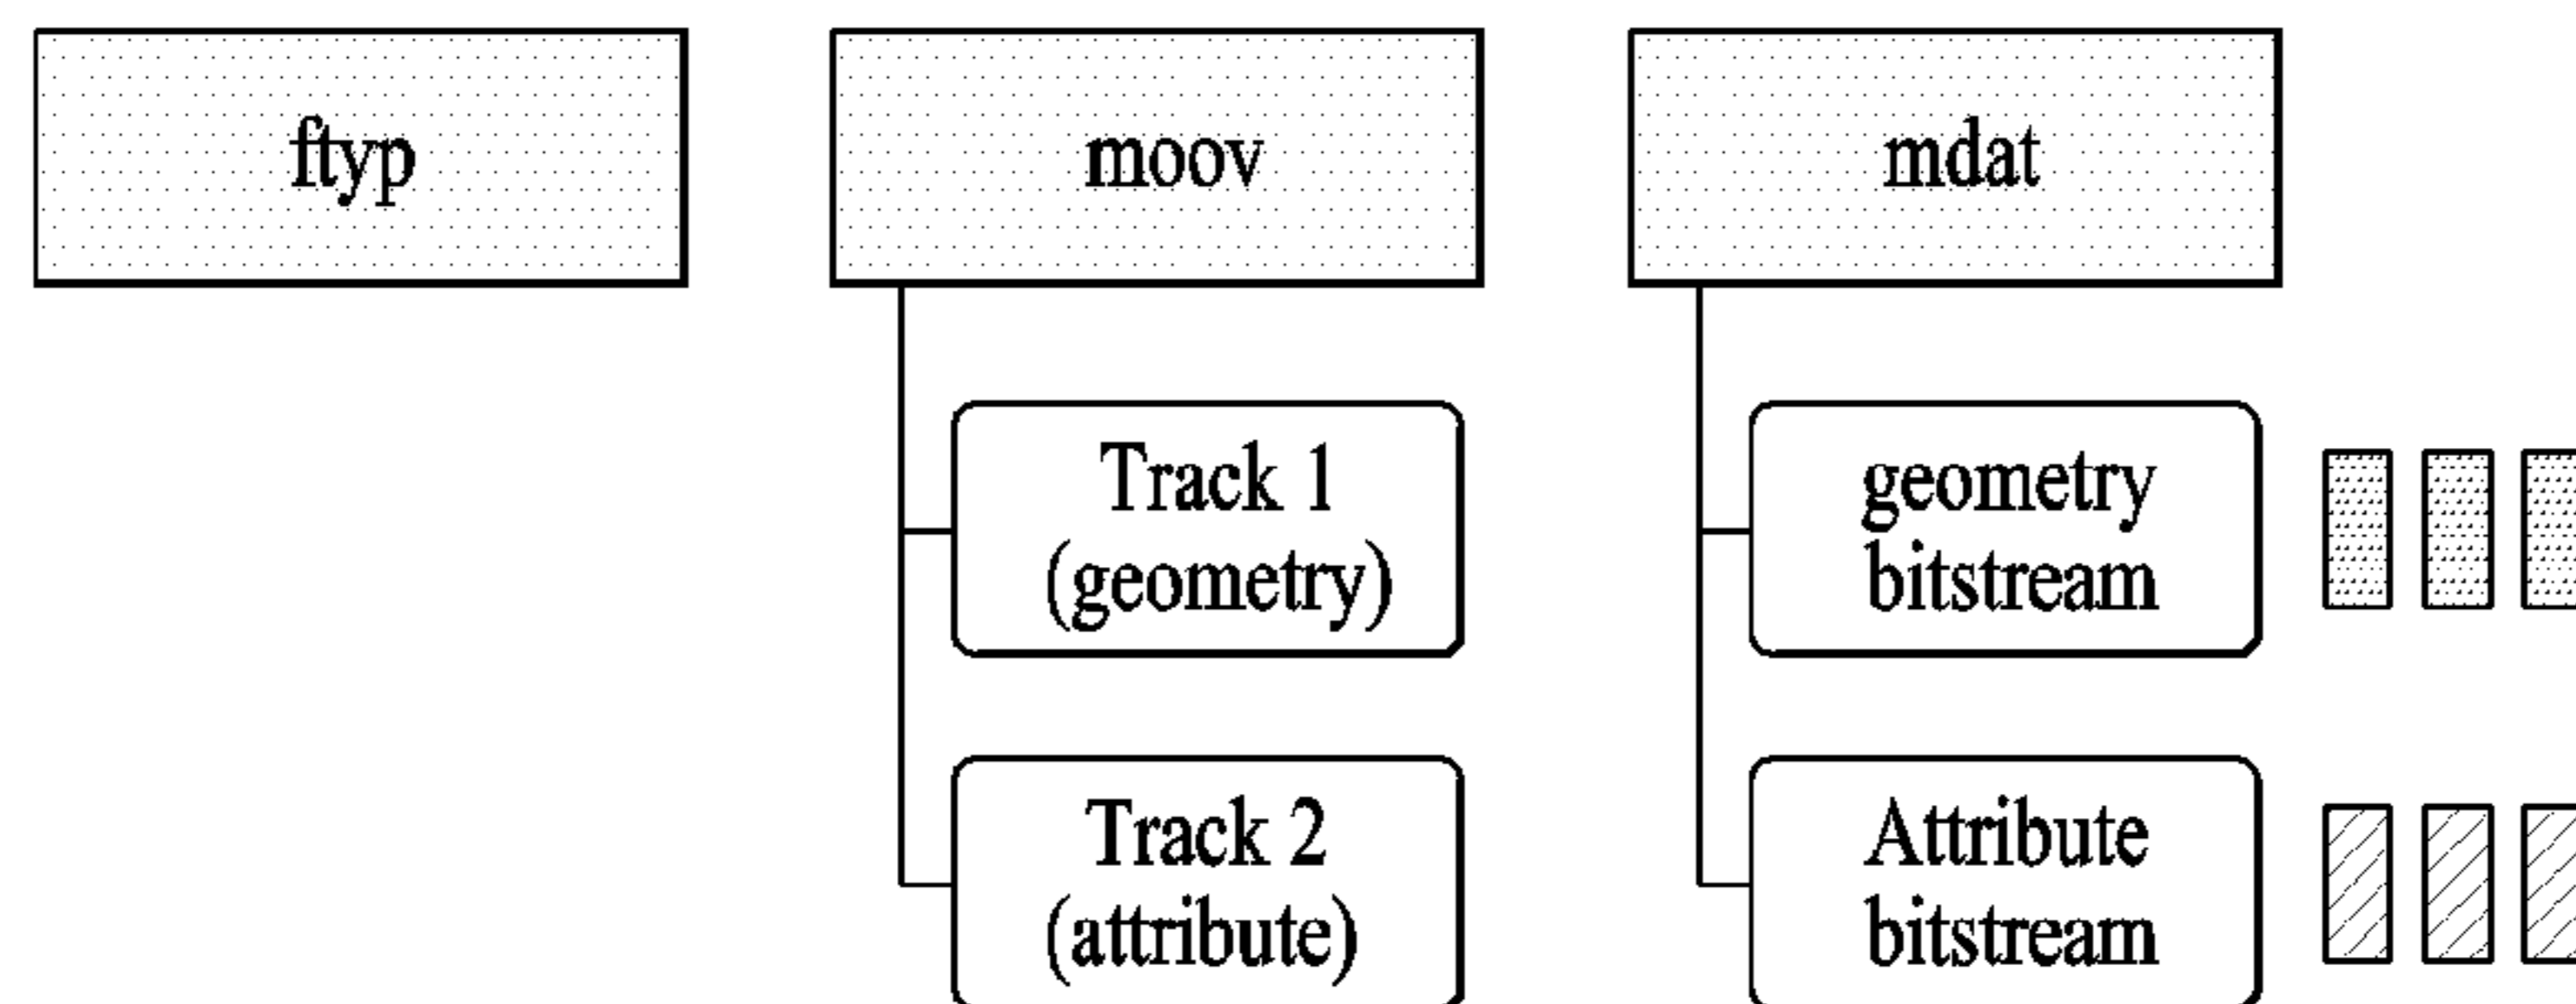 ftyp
moov
mdat
Track 1
(geometry)
geometry
bitstream
Track 2
(attribute)
Attribute
bitstream